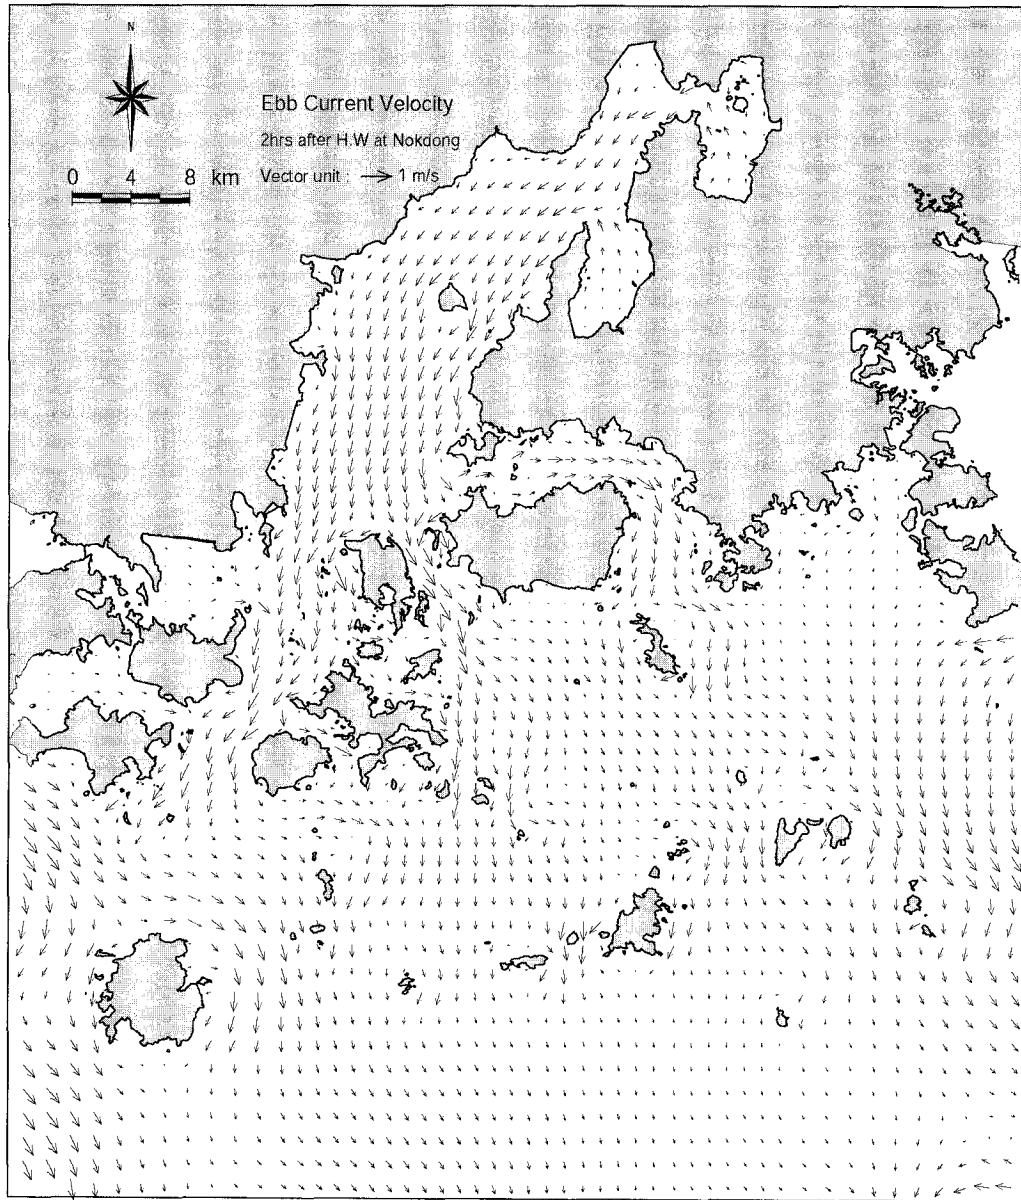 N
Ebb Current Velocity
2hrs after H.W at Nokdong
0 4 8 km
Vector unit : 1 m/s